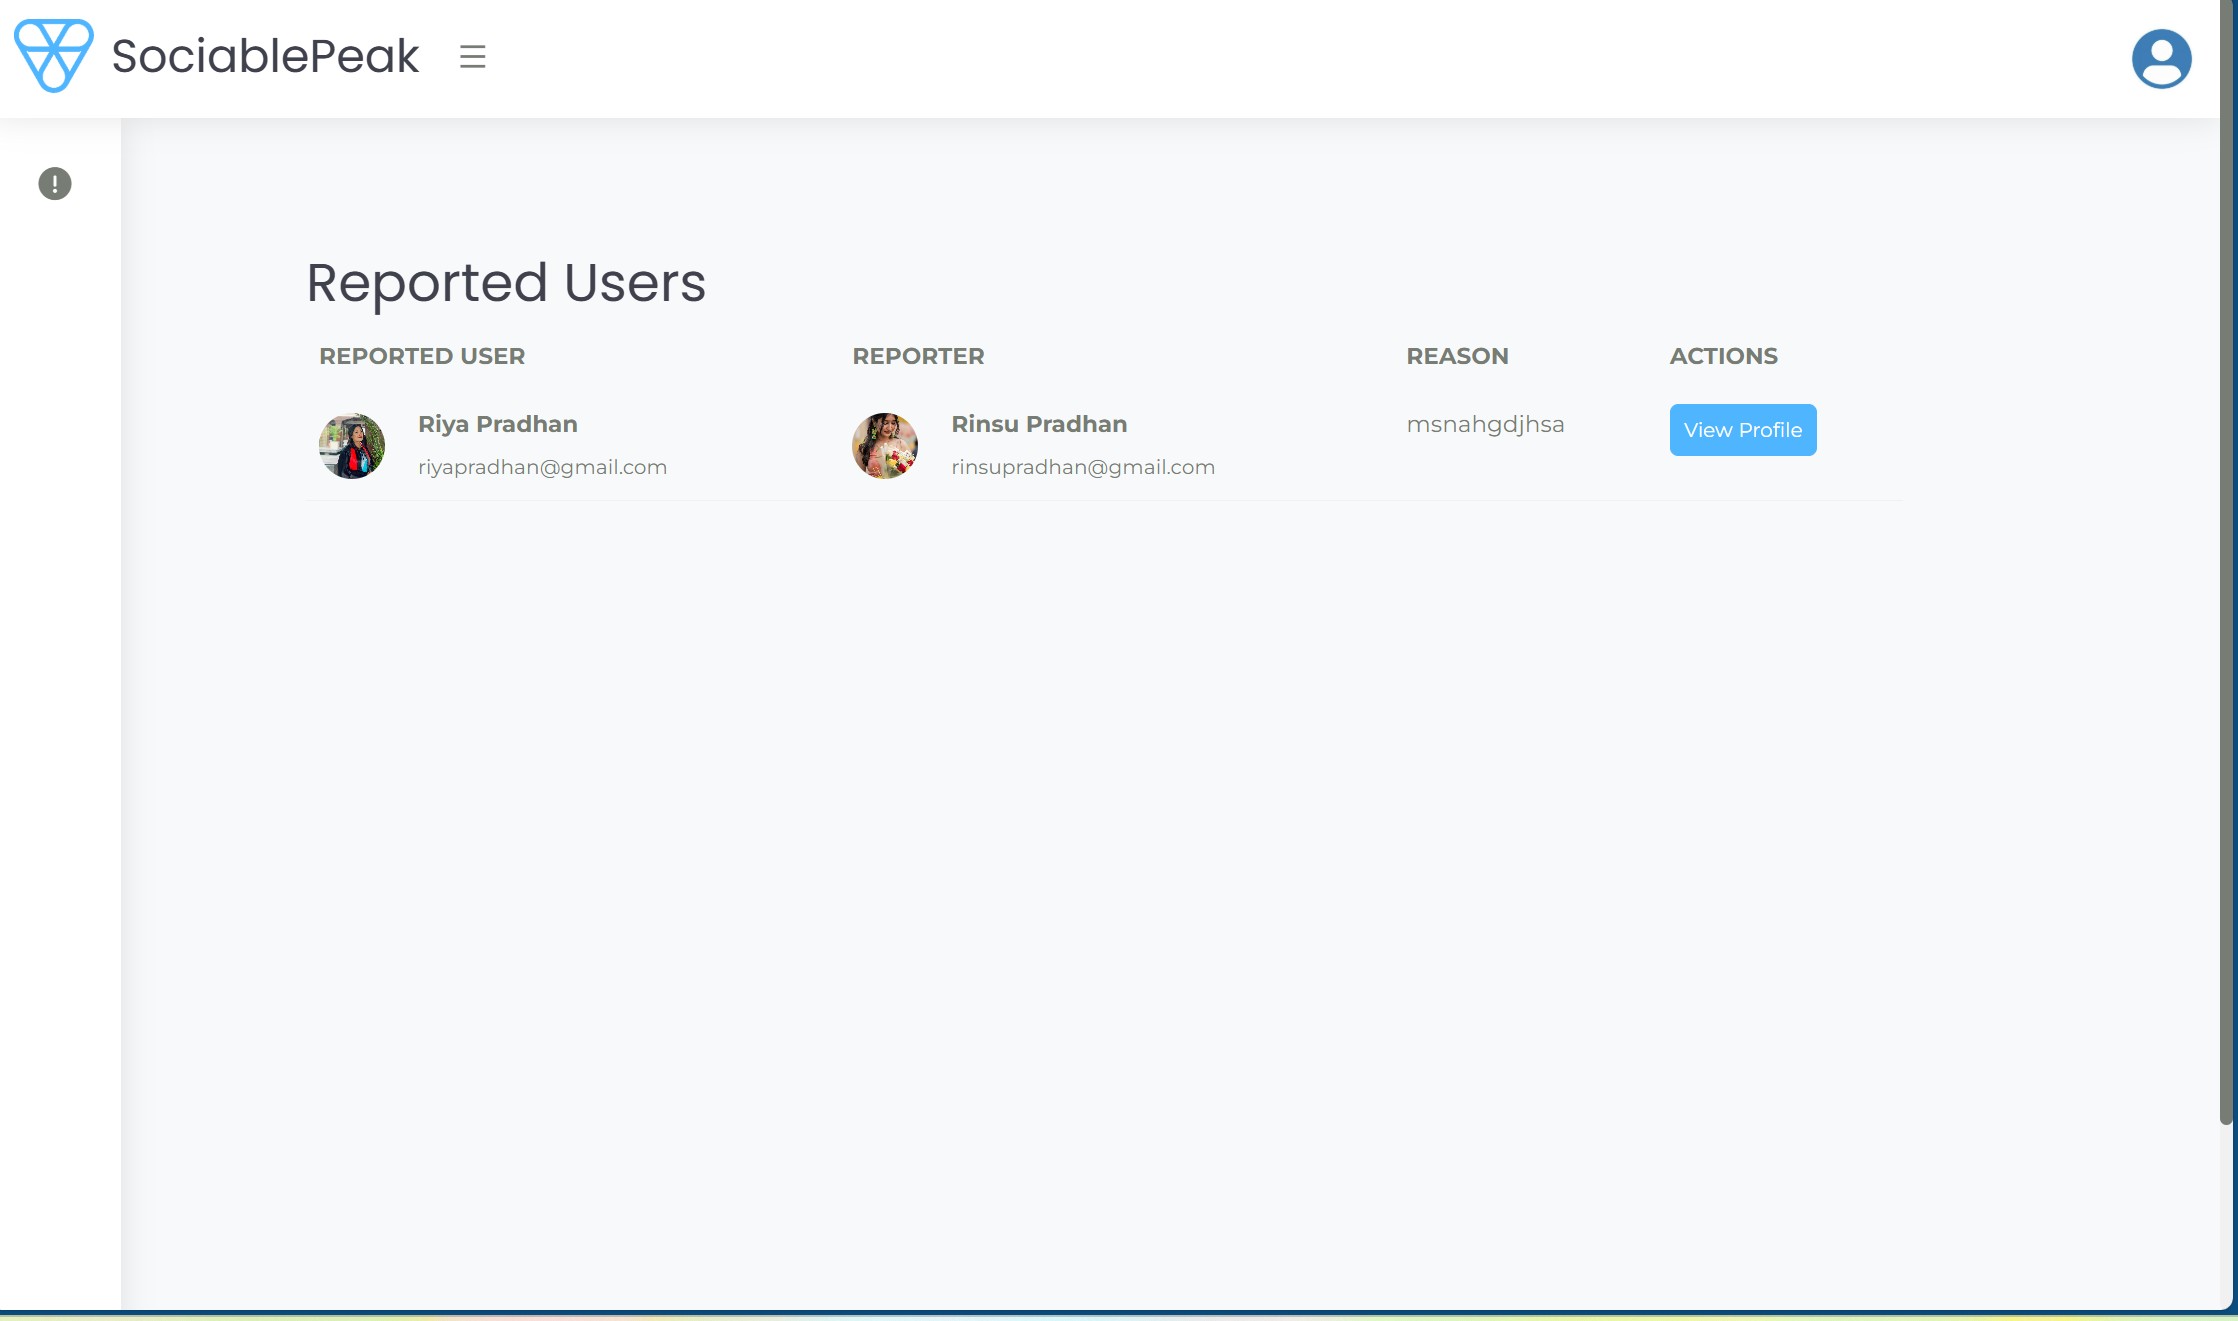 SociablePeak
Reported Users
REPORTED USER REPORTER REASON ACTIONS
Riya Pradhan Rinsu Pradhan msnahgdjhsa View Profile
riyapradhan@gmail.com rinsupradhan@gmail.com